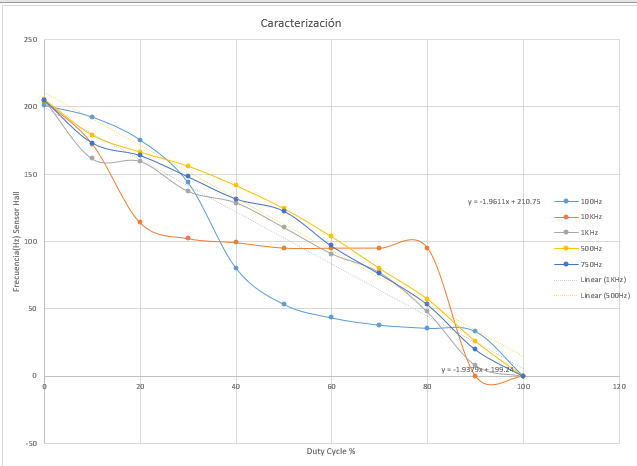 Caracterización
250
200
150
100
50
0
-50
0
20
40
60
80
100
120
Frecuencia(Hz) Sensor Hall
Duty Cycle %
y = -1.9611x + 210.75
y = -1.9379x + 199.24
100Hz
10KHz
1KHz
500Hz
750Hz
Linear (1KHz)
Linear (500Hz)